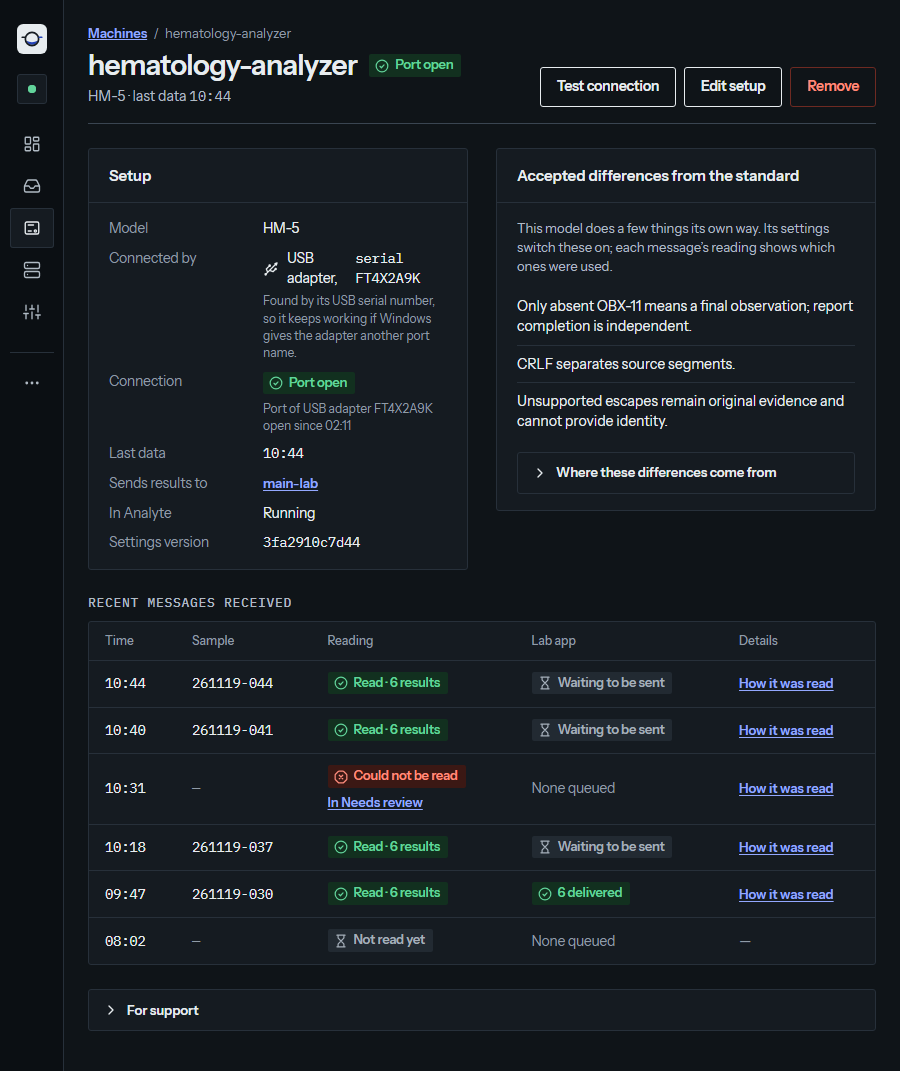 Machines / hematology-analyzer
hematology-analyzer Port open
HM-5 · last data 10:44
Test connection
Edit setup
Remove
Setup
Model HM-5
Connected by USB adapter, serial FT4X2A9K
Found by its USB serial number,
so it keeps working if Windows
gives the adapter another port
name.
Connection Port open
Port of USB adapter FT4X2A9K
open since 02:11
Last data 10:44
Sends results to main-lab
In Analyte Running
Settings version 3fa2910c7d44
Accepted differences from the standard
This model does a few things its own way. Its settings
switch these on; each message's reading shows which
ones were used.
Only absent OBX-11 means a final observation; report
completion is independent.
CRLF separates source segments.
Unsupported escapes remain original evidence and
cannot provide identity.
Where these differences come from
RECENT MESSAGES RECEIVED
Time Sample Reading Lab app Details
10:44 261119-044 Read · 6 results Waiting to be sent How it was read
10:40 261119-041 Read · 6 results Waiting to be sent How it was read
10:31 — Could not be read None queued How it was read
In Needs review
10:18 261119-037 Read · 6 results Waiting to be sent How it was read
09:47 261119-030 Read · 6 results 6 delivered How it was read
08:02 — Not read yet None queued —
For support